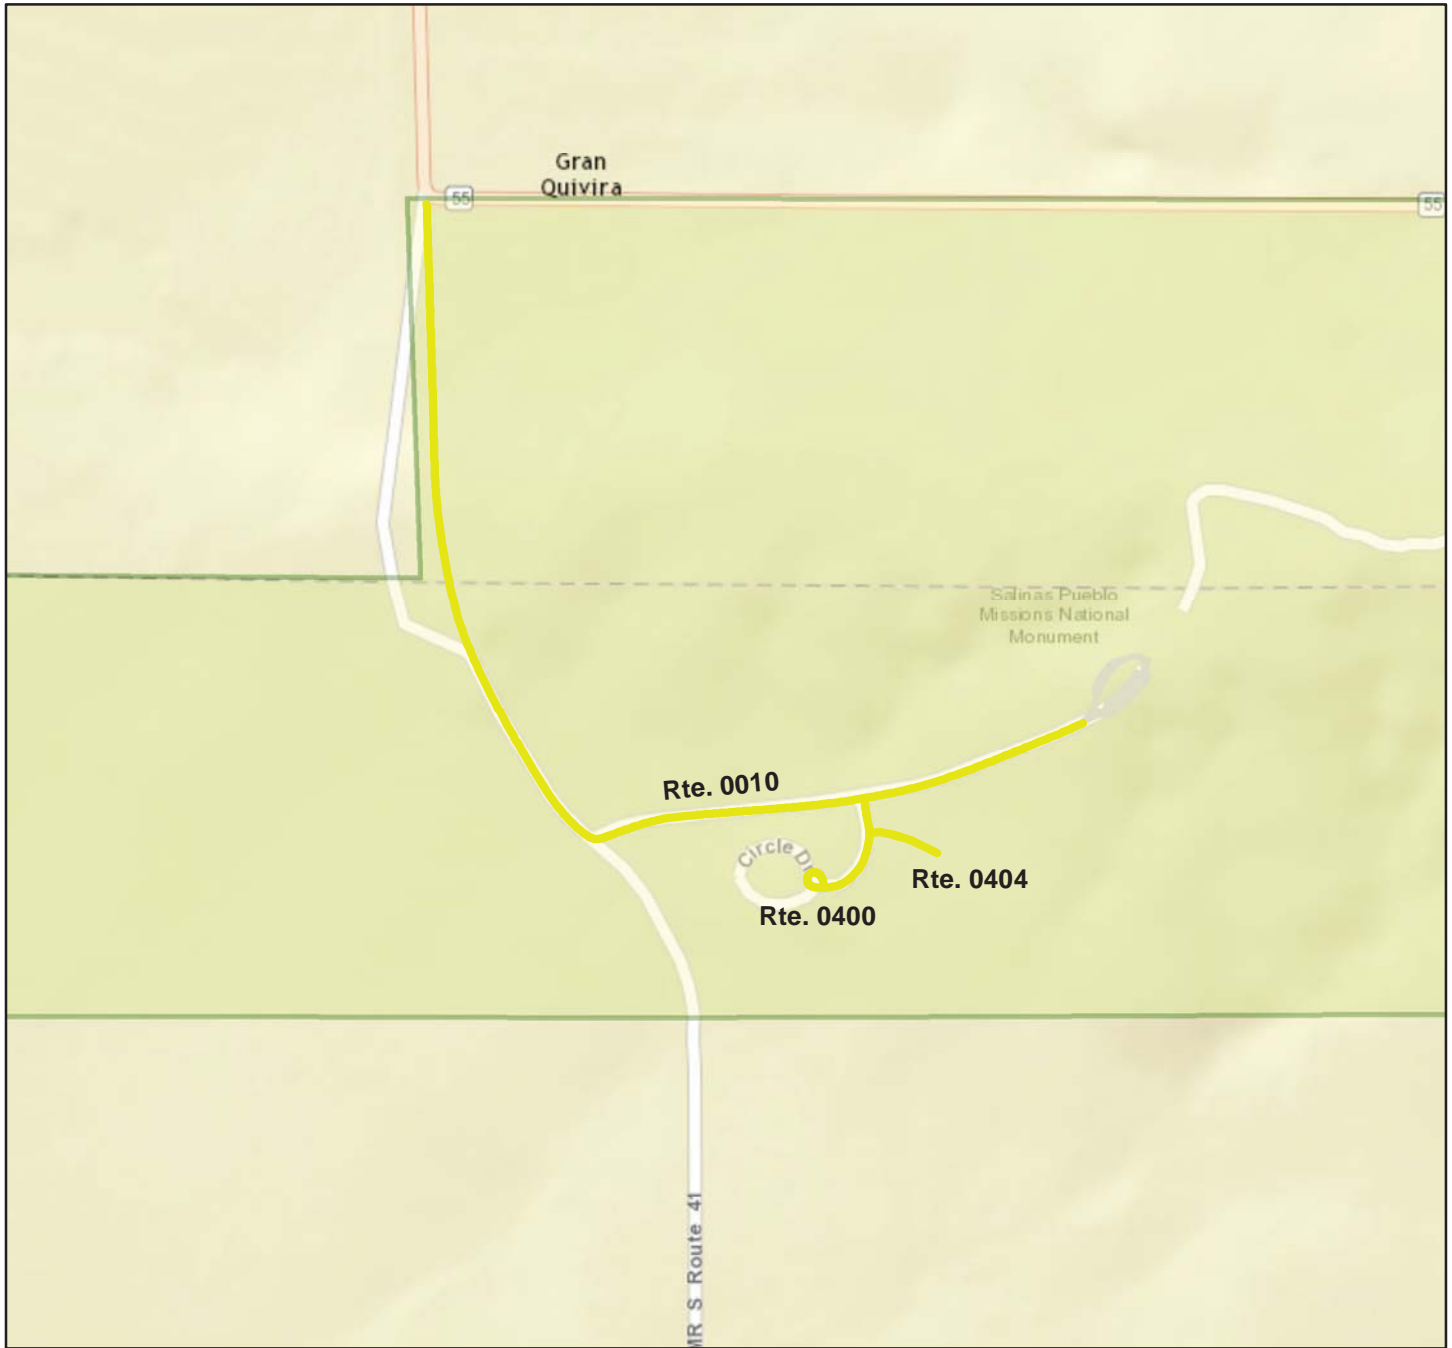 Gran
Quivira
55
55
Salinas Pueblo
Missions National
Monument
Rte. 0010
Circle Dr
Rte. 0404
Rte. 0400
S Route 41